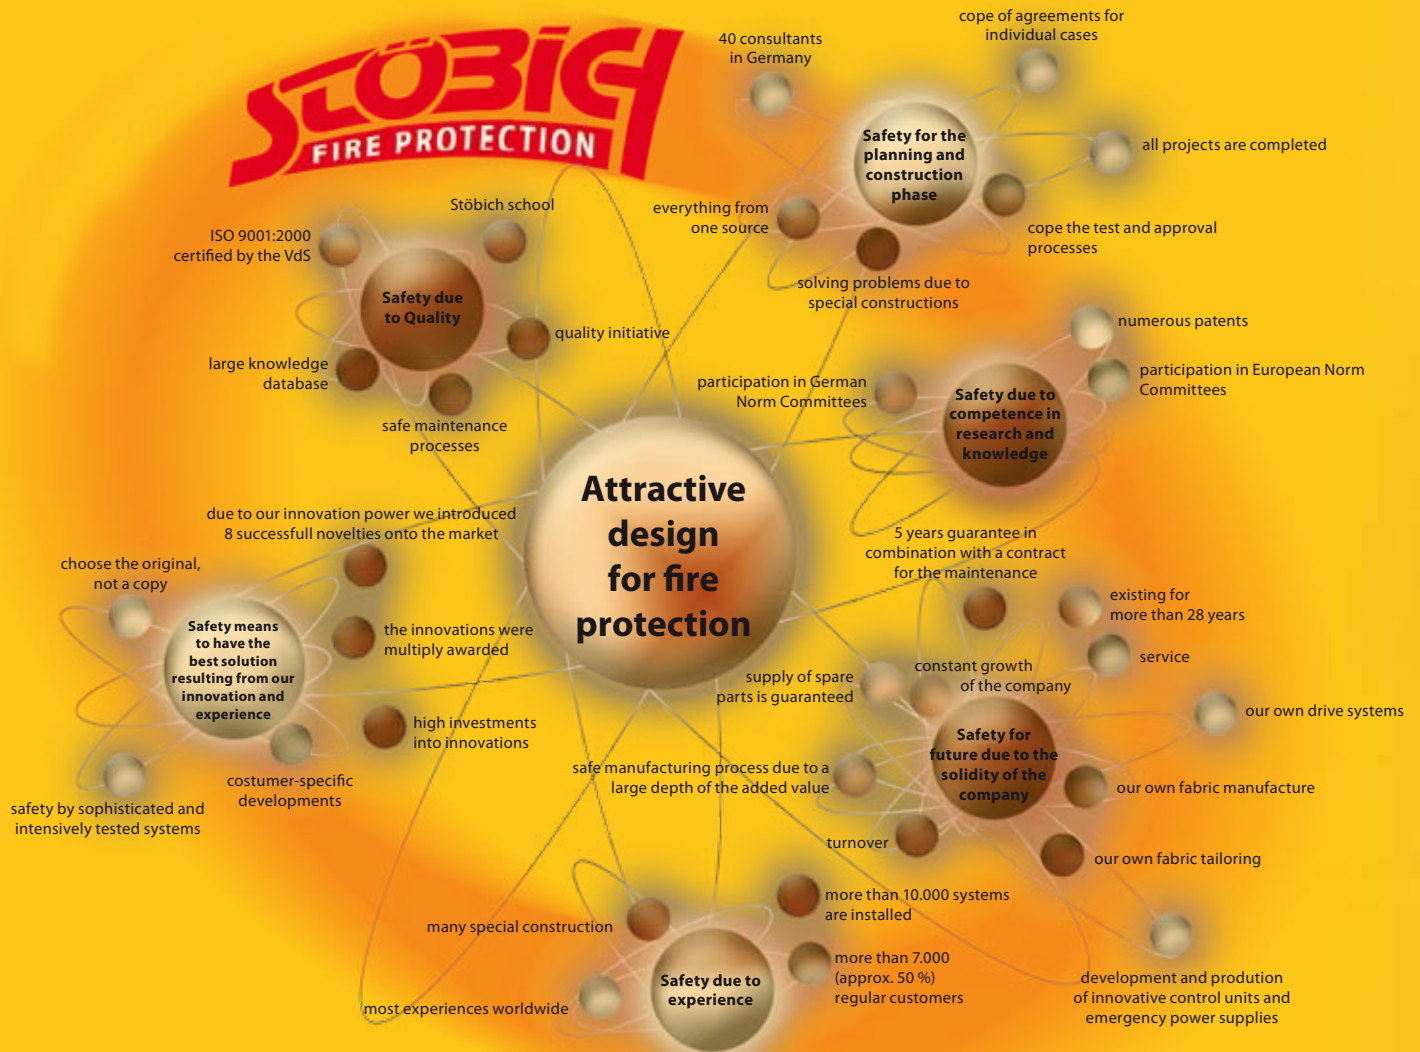 STÖBICH
FIRE PROTECTION
40 consultants
in Germany
cope of agreements for
individual cases
Safety for the
planning and
construction
phase
all projects are completed
everything from
one source
cope the test and approval
processes
solving problems due to
special constructions
Stöbich school
ISO 9001:2000
certified by the VdS
Safety due
to Quality
quality initiative
large knowledge
database
safe maintenance
processes
numerous patents
participation in German
Norm Committees
participation in European Norm
Committees
Safety due to
competence in
research and
knowledge
Attractive
design
for fire
protection
due to our innovation power we introduced
8 successfull novelties onto the market
choose the original,
not a copy
Safety means
to have the
best solution
resulting from our
innovation and
experience
the innovations were
multiply awarded
high investments
into innovations
costumer-specific
developments
safety by sophisticated and
intensively tested systems
5 years guarantee in
combination with a contract
for the maintenance
existing for
more than 28 years
service
constant growth
of the company
supply of spare
parts is guaranteed
our own drive systems
Safety for
future due to the
solidity of the
company
safe manufacturing process due to a
large depth of the added value
our own fabric manufacture
turnover
our own fabric tailoring
development and prodution
of innovative control units and
emergency power supplies
more than 10.000 systems
are installed
many special construction
more than 7.000
(approx. 50 %)
regular customers
Safety due to
experience
most experiences worldwide